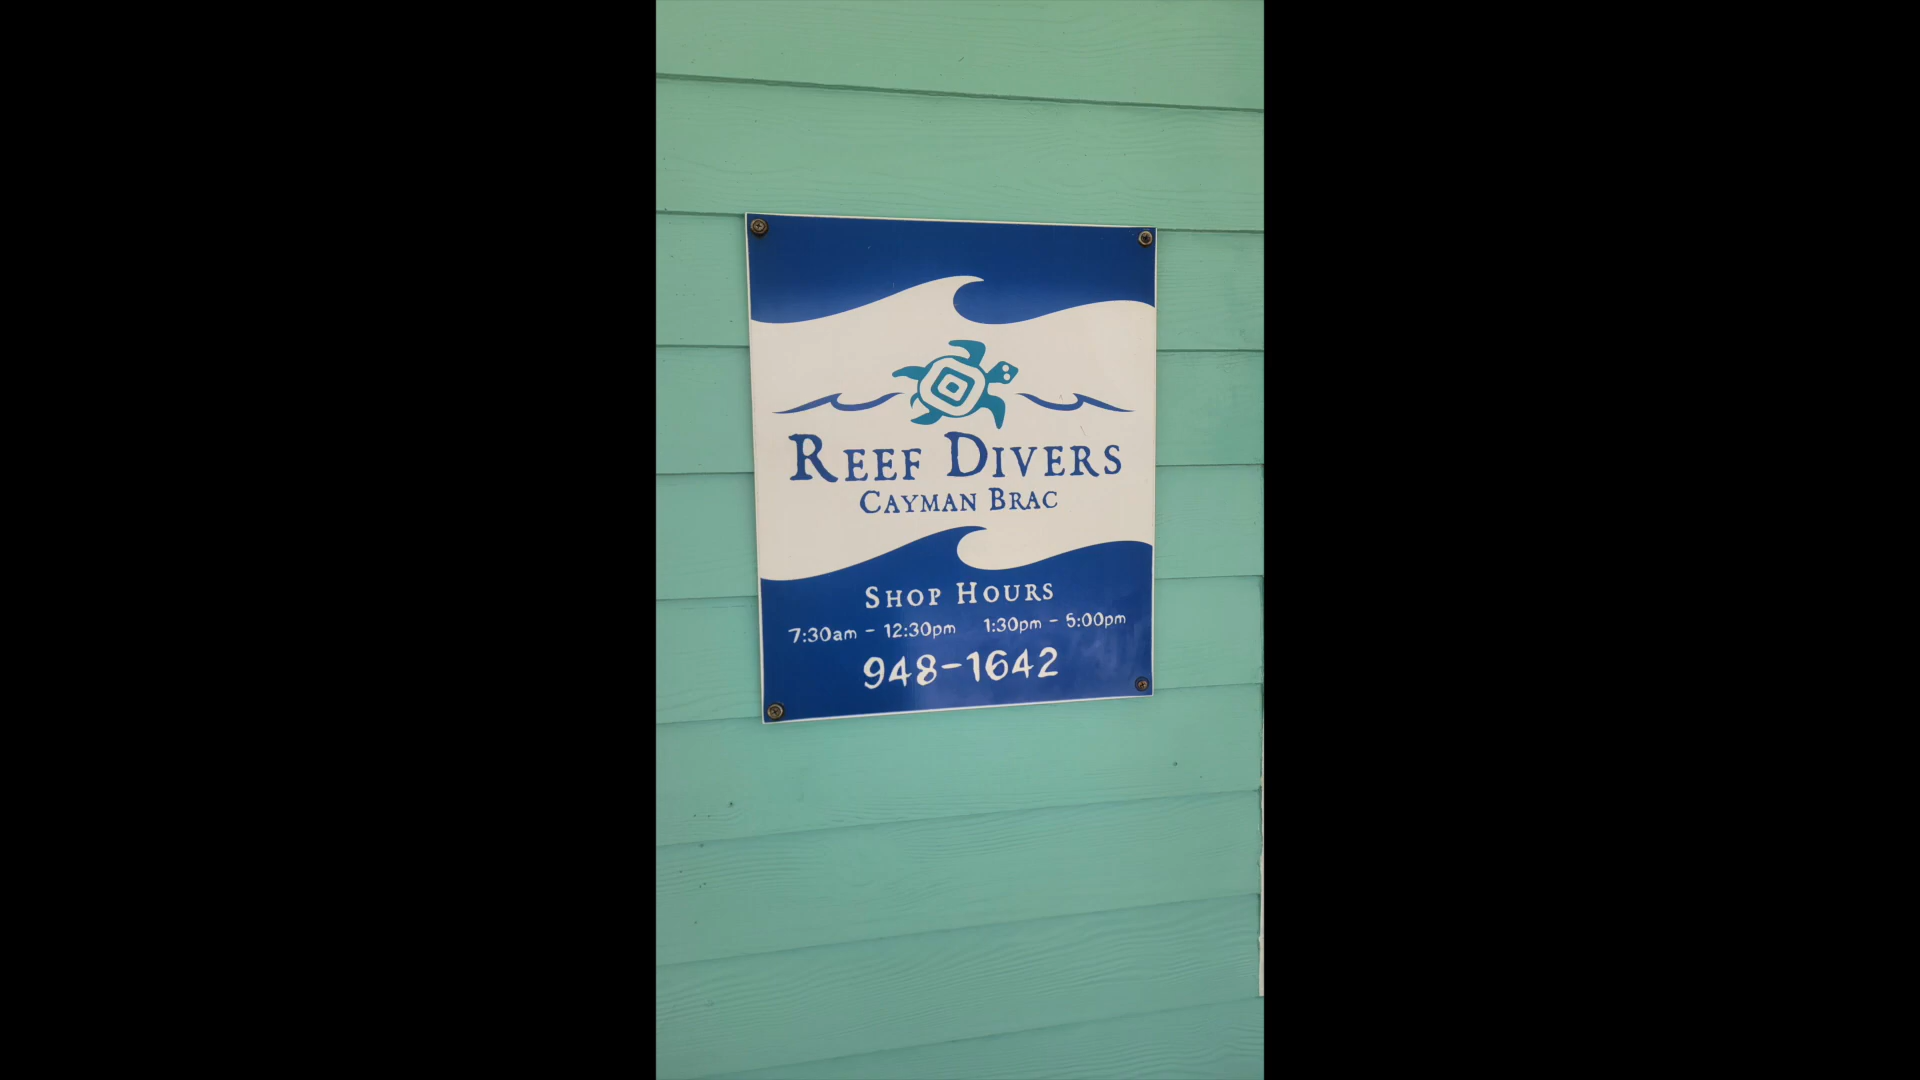 REEF DIVERS
CAYMAN BRAC
SHOP HOURS
7:30am - 12:30pm 1:30pm - 5:00pm
948-1642